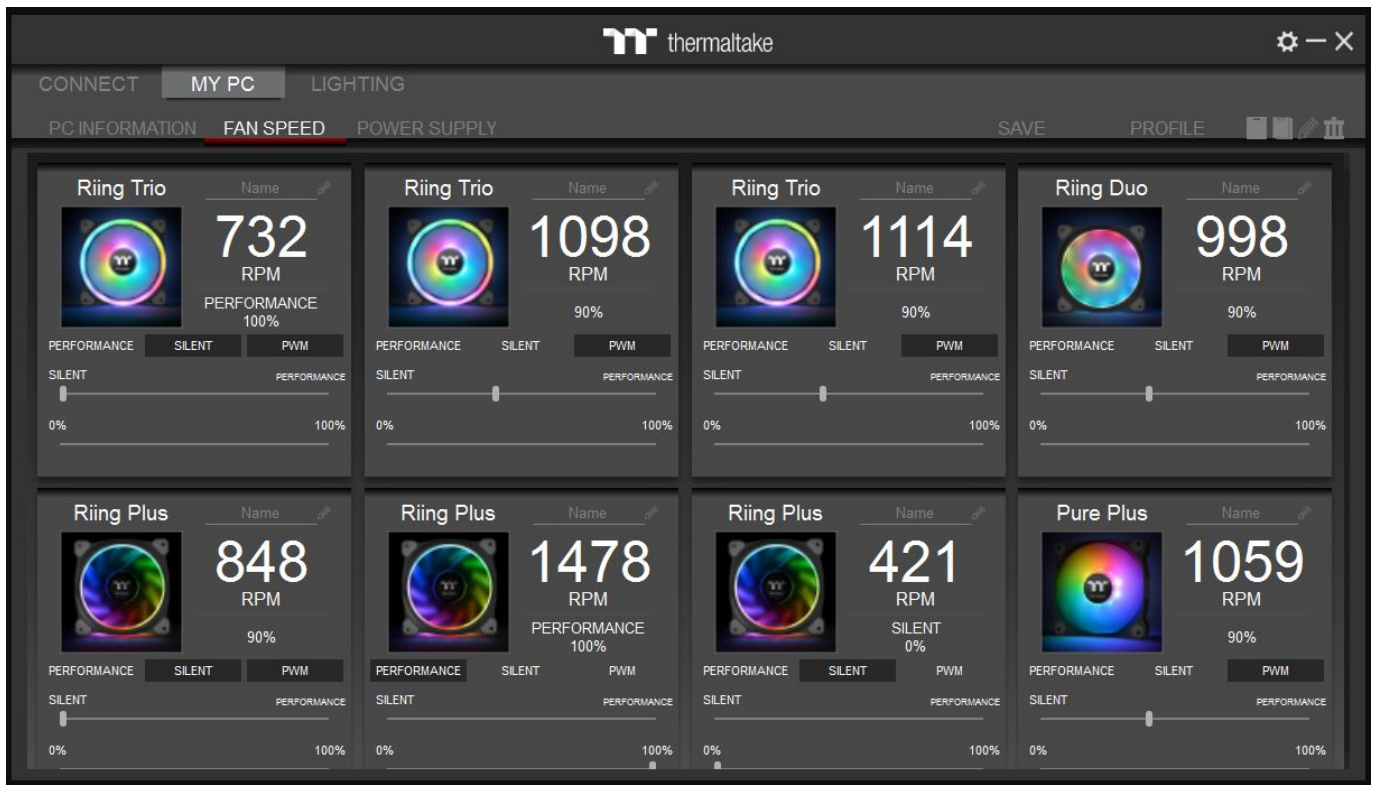 thermaltake
CONNECT MY PC LIGHTING
PC INFORMATION FAN SPEED POWER SUPPLY SAVE PROFILE
Riing Trio Name
732
RPM
PERFORMANCE
100%
PERFORMANCE SILENT PWM
SILENT PERFORMANCE
0% 100%
Riing Trio Name
1098
RPM
90%
PERFORMANCE SILENT PWM
SILENT PERFORMANCE
0% 100%
Riing Trio Name
1114
RPM
90%
PERFORMANCE SILENT PWM
SILENT PERFORMANCE
0% 100%
Riing Duo Name
998
RPM
90%
PERFORMANCE SILENT PWM
SILENT PERFORMANCE
0% 100%
Riing Plus Name
848
RPM
90%
PERFORMANCE SILENT PWM
SILENT PERFORMANCE
0% 100%
Riing Plus Name
1478
RPM
PERFORMANCE
100%
PERFORMANCE SILENT PWM
SILENT PERFORMANCE
0% 100%
Riing Plus Name
421
RPM
SILENT
0%
PERFORMANCE SILENT PWM
SILENT PERFORMANCE
0% 100%
Pure Plus Name
1059
RPM
90%
PERFORMANCE SILENT PWM
SILENT PERFORMANCE
0% 100%